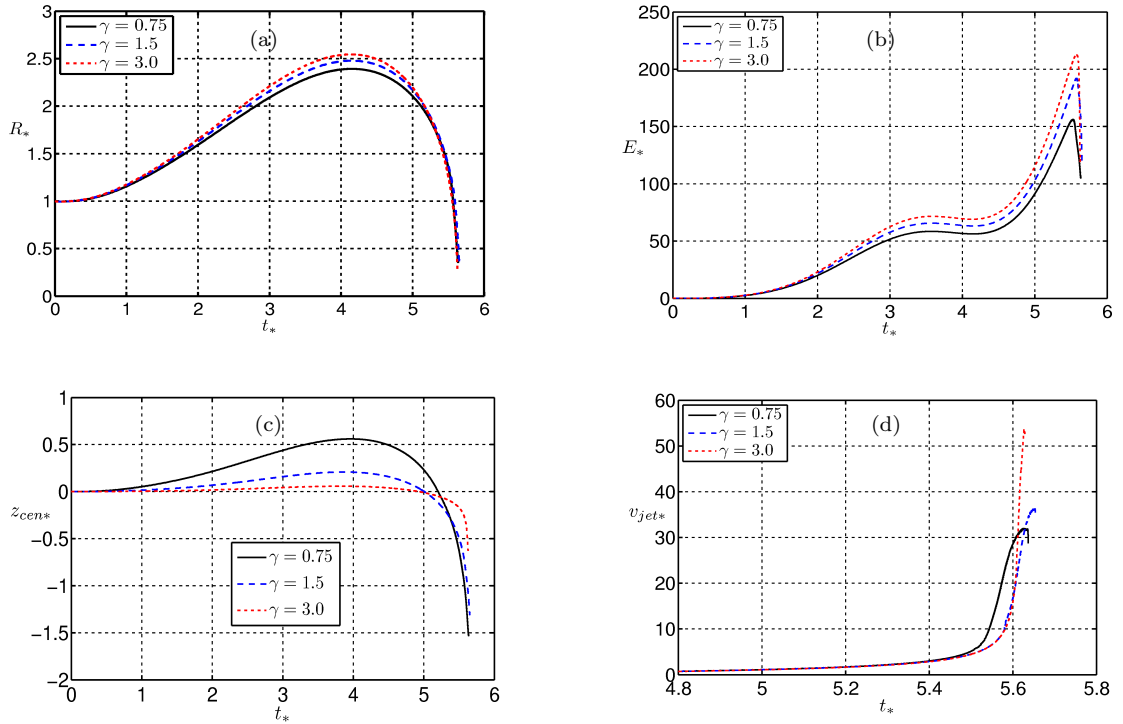 (a)
γ = 0.75
γ = 1.5
γ = 3.0
3
2.5
2
1.5
1
0.5
0
R*
0 1 2 3 4 5 6
t*
(b)
γ = 0.75
γ = 1.5
γ = 3.0
250
200
150
100
50
0
E*
0 1 2 3 4 5 6
t*
(c)
1
0.5
0
−0.5
−1
−1.5
−2
z_cen*
γ = 0.75
γ = 1.5
γ = 3.0
0 1 2 3 4 5 6
t*
(d)
γ = 0.75
γ = 1.5
γ = 3.0
60
50
40
30
20
10
0
v_jet*
4.8 5 5.2 5.4 5.6 5.8
t*